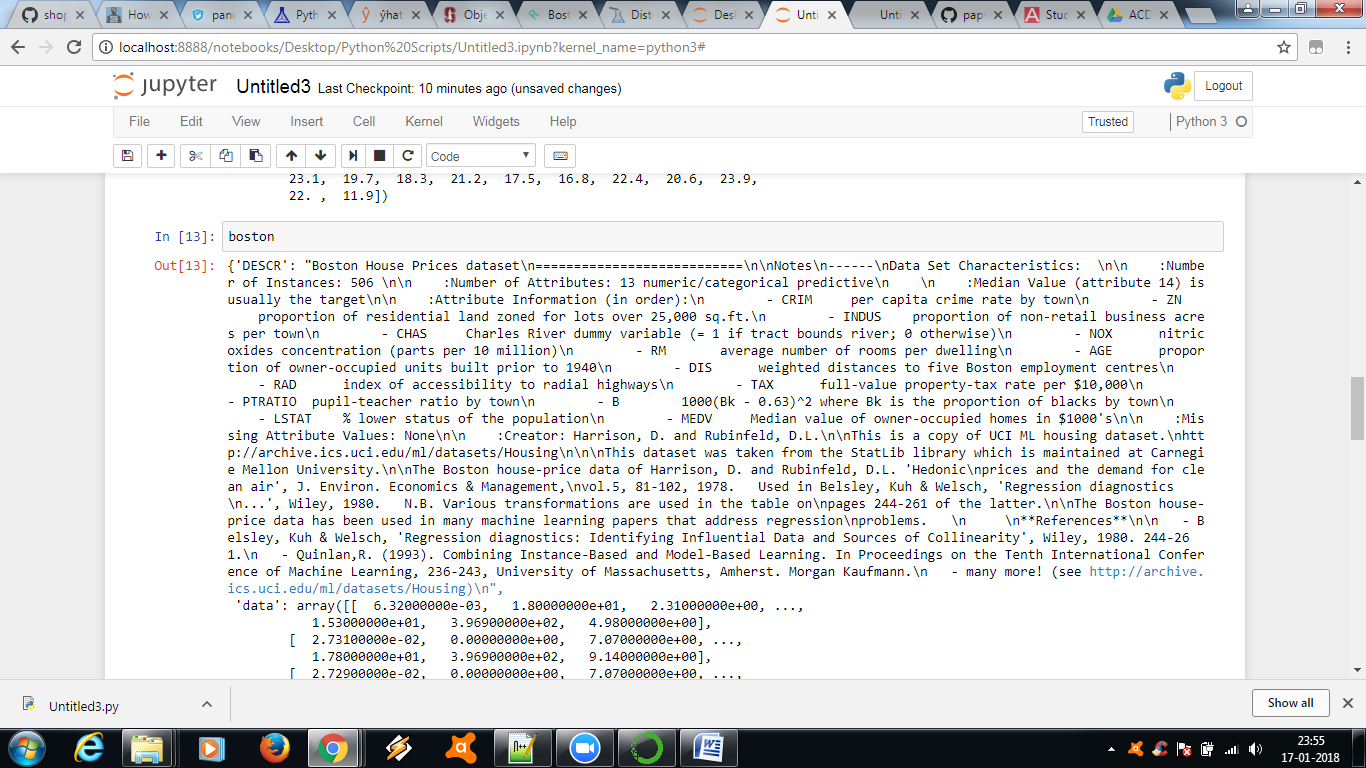 shop
How
pand
Pyth
ŷhat
Obje
Bost
Dist
Desl
Unti
Unti
pap
Stuc
ACD
localhost:8888/notebooks/Desktop/Python%20Scripts/Untitled3.ipynb?kernel_name=python3#
jupyter Untitled3 Last Checkpoint: 10 minutes ago (unsaved changes)
Logout
File Edit View Insert Cell Kernel Widgets Help
Trusted Python 3
Code
23.1, 19.7, 18.3, 21.2, 17.5, 16.8, 22.4, 20.6, 23.9,
22. , 11.9])
In [13]: boston
Out[13]: {'DESCR': "Boston House Prices dataset\n===========================\n\nNotes\n------\nData Set Characteristics:  \n\n    :Numbe
r of Instances: 506 \n\n    :Number of Attributes: 13 numeric/categorical predictive\n    \n    :Median Value (attribute 14) is
usually the target\n\n    :Attribute Information (in order):\n        - CRIM     per capita crime rate by town\n        - ZN
proportion of residential land zoned for lots over 25,000 sq.ft.\n        - INDUS    proportion of non-retail business acre
s per town\n        - CHAS     Charles River dummy variable (= 1 if tract bounds river; 0 otherwise)\n        - NOX      nitric
oxides concentration (parts per 10 million)\n        - RM       average number of rooms per dwelling\n        - AGE      propor
tion of owner-occupied units built prior to 1940\n        - DIS      weighted distances to five Boston employment centres\n
- RAD      index of accessibility to radial highways\n        - TAX      full-value property-tax rate per $10,000\n
- PTRATIO  pupil-teacher ratio by town\n        - B        1000(Bk - 0.63)^2 where Bk is the proportion of blacks by town\n
- LSTAT    % lower status of the population\n        - MEDV     Median value of owner-occupied homes in $1000's\n\n    :Mis
sing Attribute Values: None\n\n    :Creator: Harrison, D. and Rubinfeld, D.L.\n\nThis is a copy of UCI ML housing dataset.\nhtt
p://archive.ics.uci.edu/ml/datasets/Housing\n\n\nThis dataset was taken from the StatLib library which is maintained at Carnegi
e Mellon University.\n\nThe Boston house-price data of Harrison, D. and Rubinfeld, D.L. 'Hedonic\nprices and the demand for cle
an air', J. Environ. Economics & Management,\nvol.5, 81-102, 1978.   Used in Belsley, Kuh & Welsch, 'Regression diagnostics
\n...', Wiley, 1980.   N.B. Various transformations are used in the table on\npages 244-261 of the latter.\n\nThe Boston house-
price data has been used in many machine learning papers that address regression\nproblems.   \n     \n**References**\n\n   - B
elsley, Kuh & Welsch, 'Regression diagnostics: Identifying Influential Data and Sources of Collinearity', Wiley, 1980. 244-26
1.\n   - Quinlan,R. (1993). Combining Instance-Based and Model-Based Learning. In Proceedings on the Tenth International Confer
ence of Machine Learning, 236-243, University of Massachusetts, Amherst. Morgan Kaufmann.\n   - many more! (see http://archive.
ics.uci.edu/ml/datasets/Housing)\n",
'data': array([[  6.32000000e-03,   1.80000000e+01,   2.31000000e+00, ...,
1.53000000e+01,   3.96900000e+02,   4.98000000e+00],
[  2.73100000e-02,   0.00000000e+00,   7.07000000e+00, ...,
1.78000000e+01,   3.96900000e+02,   9.14000000e+00],
[  2.72900000e-02,   0.00000000e+00,   7.07000000e+00, ...,
Untitled3.py
Show all
23:55
17-01-2018